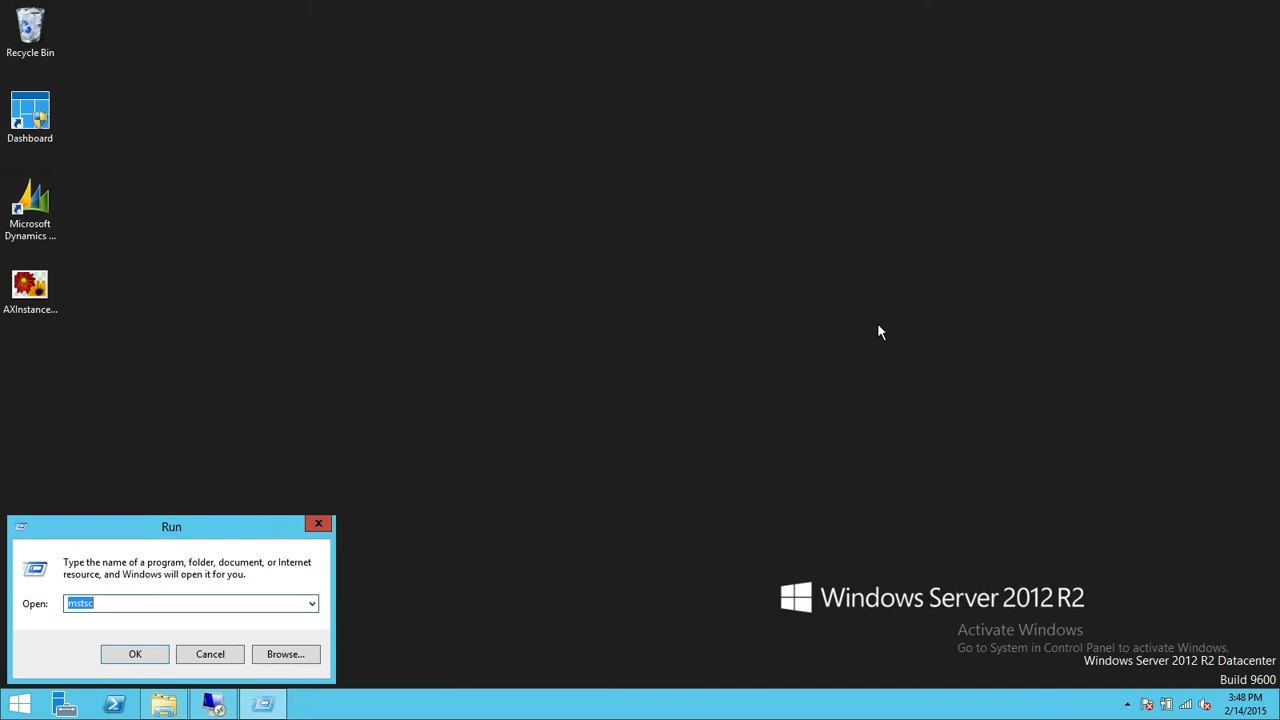 Recycle Bin
Dashboard
Microsoft
Dynamics ...
AXInstance...
Run
x
Type the name of a program, folder, document, or Internet
resource, and Windows will open it for you.
Open: mstsc
OK Cancel Browse...
Windows Server 2012 R2
Activate Windows
Go to System in Control Panel to activate Windows.
Windows Server 2012 R2 Datacenter
Build 9600
3:48 PM
2/14/2015